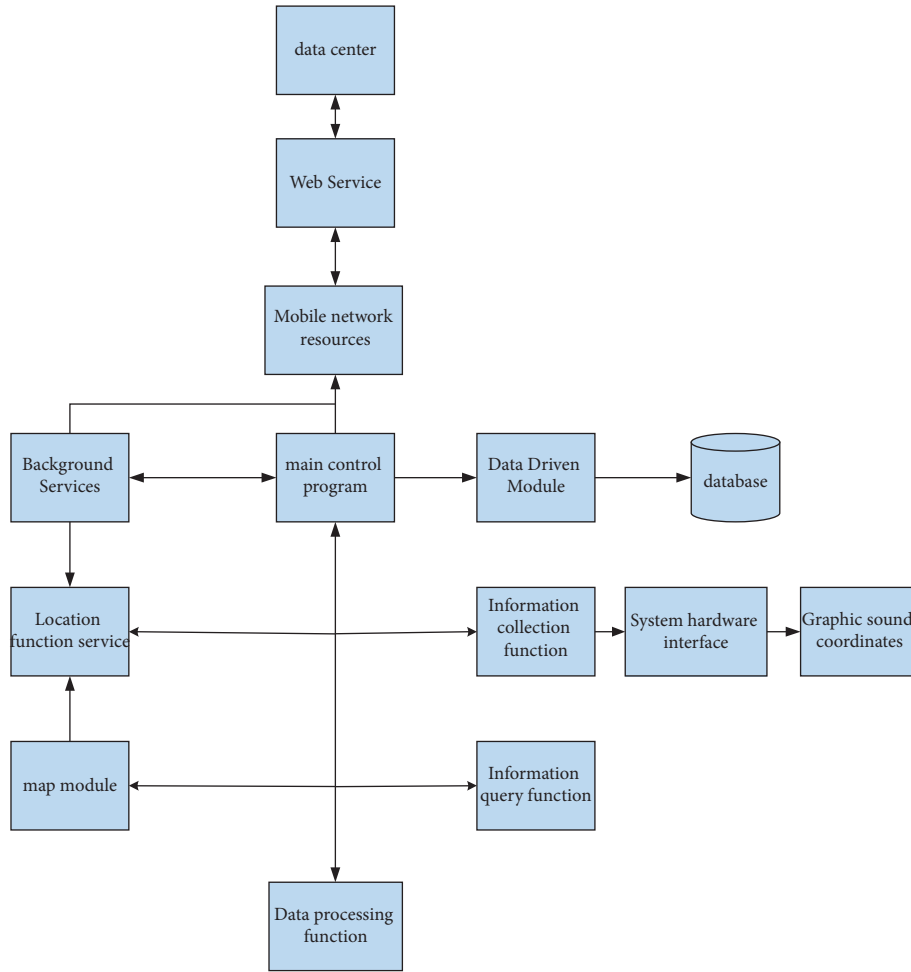 data center
Web Service
Mobile network
resources
Background
Services
main control
program
Data Driven
Module
database
Location
function service
Information
collection
function
System hardware
interface
Graphic sound
coordinates
map module
Information
query function
Data processing
function